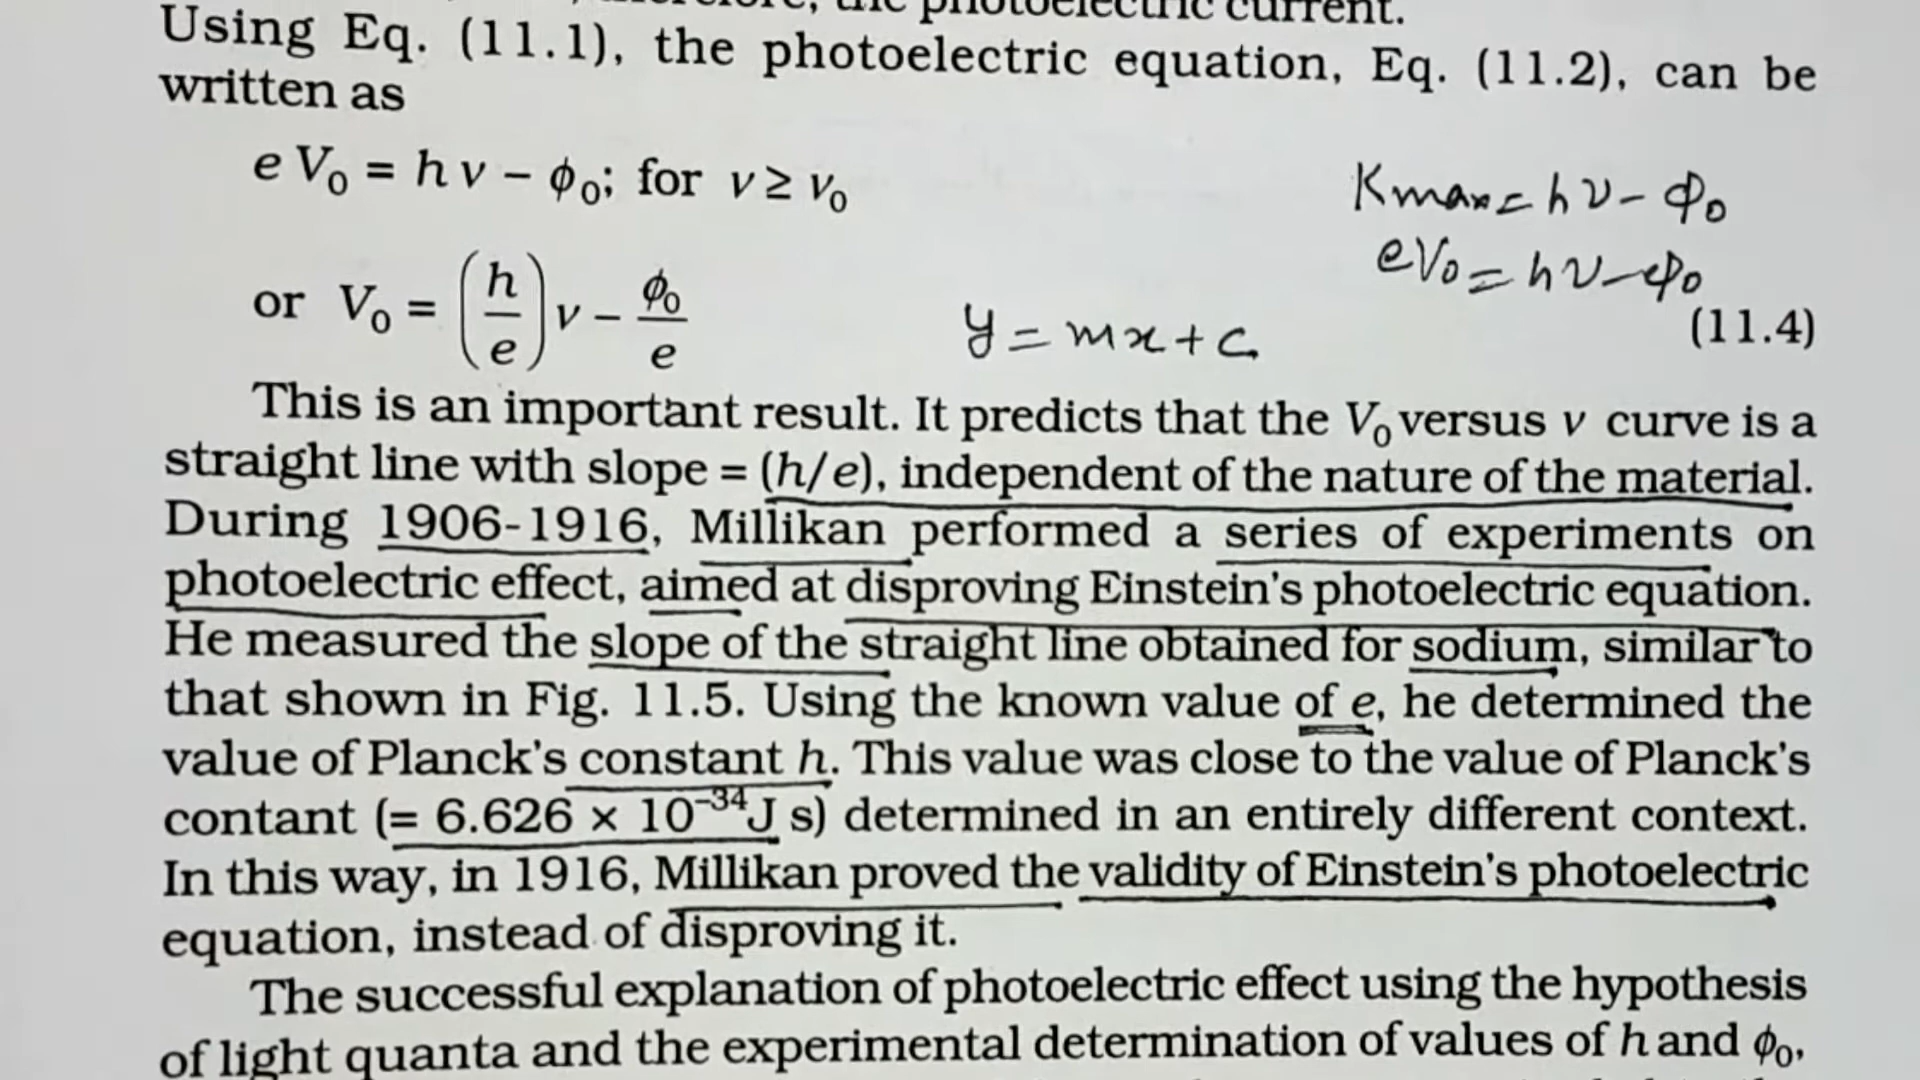 therefore, the photoelectric current.
Using Eq. (11.1), the photoelectric equation, Eq. (11.2), can be
written as
e V₀ = h ν – ϕ₀; for ν ≥ ν₀
Kmax = hν – ϕ₀
eV₀ = hν – ϕ₀
or V₀ = (h/e) ν – ϕ₀/e
y = mx + c
(11.4)
This is an important result. It predicts that the V₀ versus ν curve is a
straight line with slope = (h/e), independent of the nature of the material.
During 1906-1916, Millikan performed a series of experiments on
photoelectric effect, aimed at disproving Einstein's photoelectric equation.
He measured the slope of the straight line obtained for sodium, similar to
that shown in Fig. 11.5. Using the known value of e, he determined the
value of Planck's constant h. This value was close to the value of Planck's
contant (= 6.626 × 10⁻³⁴ J s) determined in an entirely different context.
In this way, in 1916, Millikan proved the validity of Einstein's photoelectric
equation, instead of disproving it.
The successful explanation of photoelectric effect using the hypothesis
of light quanta and the experimental determination of values of h and ϕ₀,